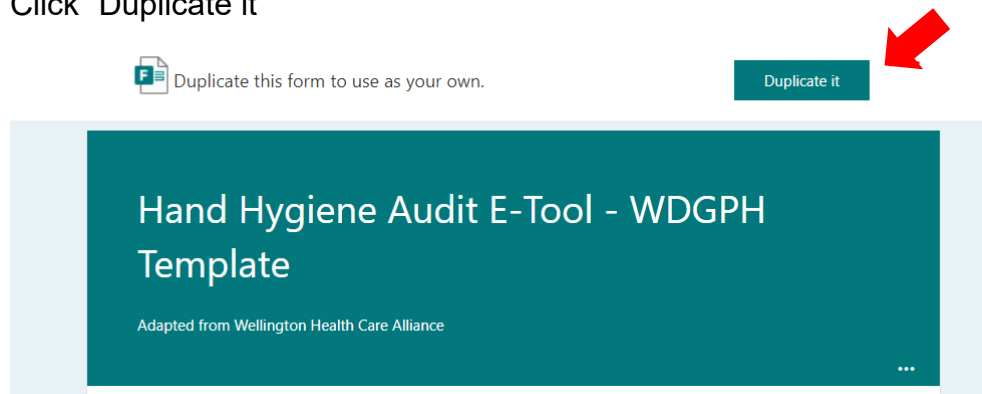 Click "Duplicate it"
F
Duplicate this form to use as your own.
Duplicate it
Hand Hygiene Audit E-Tool - WDGPH
Template
Adapted from Wellington Health Care Alliance
...